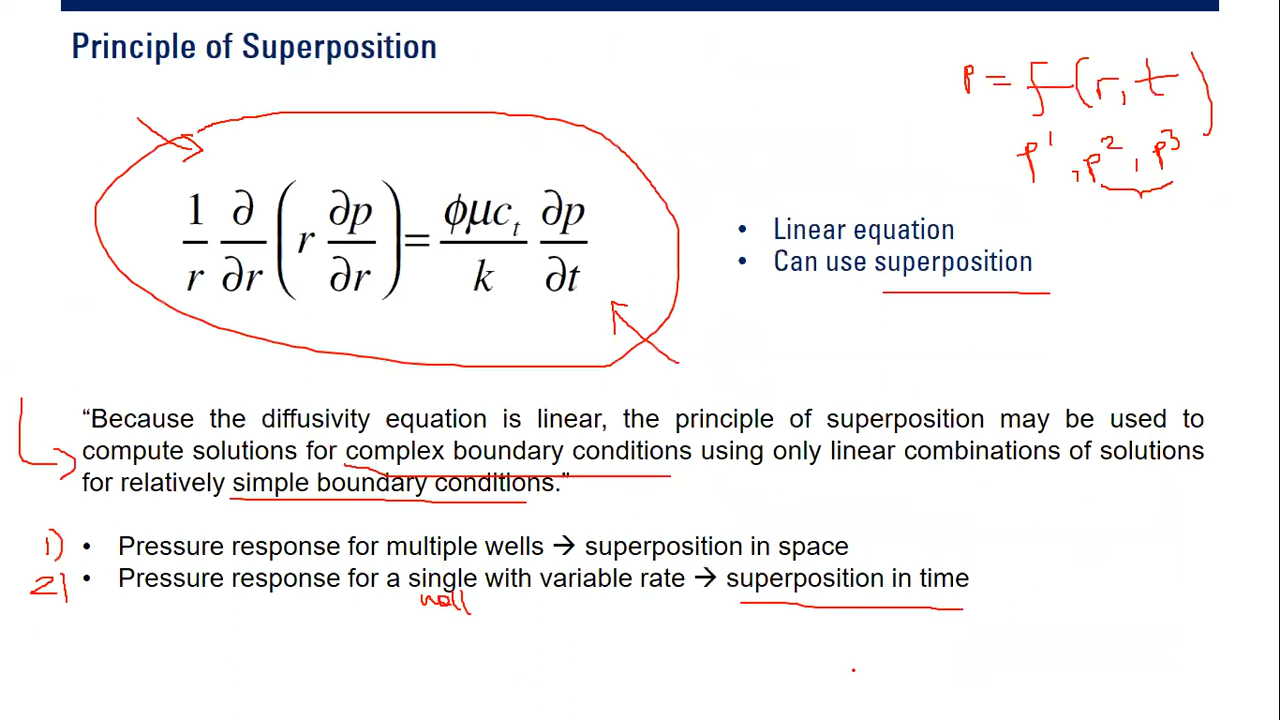 Principle of Superposition
p = f(r, t)
p¹, p², p³
1/r ∂/∂r (r ∂p/∂r) = ϕμcₜ/k ∂p/∂t
• Linear equation
• Can use superposition
“Because the diffusivity equation is linear, the principle of superposition may be used to
compute solutions for complex boundary conditions using only linear combinations of solutions
for relatively simple boundary conditions.”
1) • Pressure response for multiple wells → superposition in space
2) • Pressure response for a single with variable rate → superposition in time
well